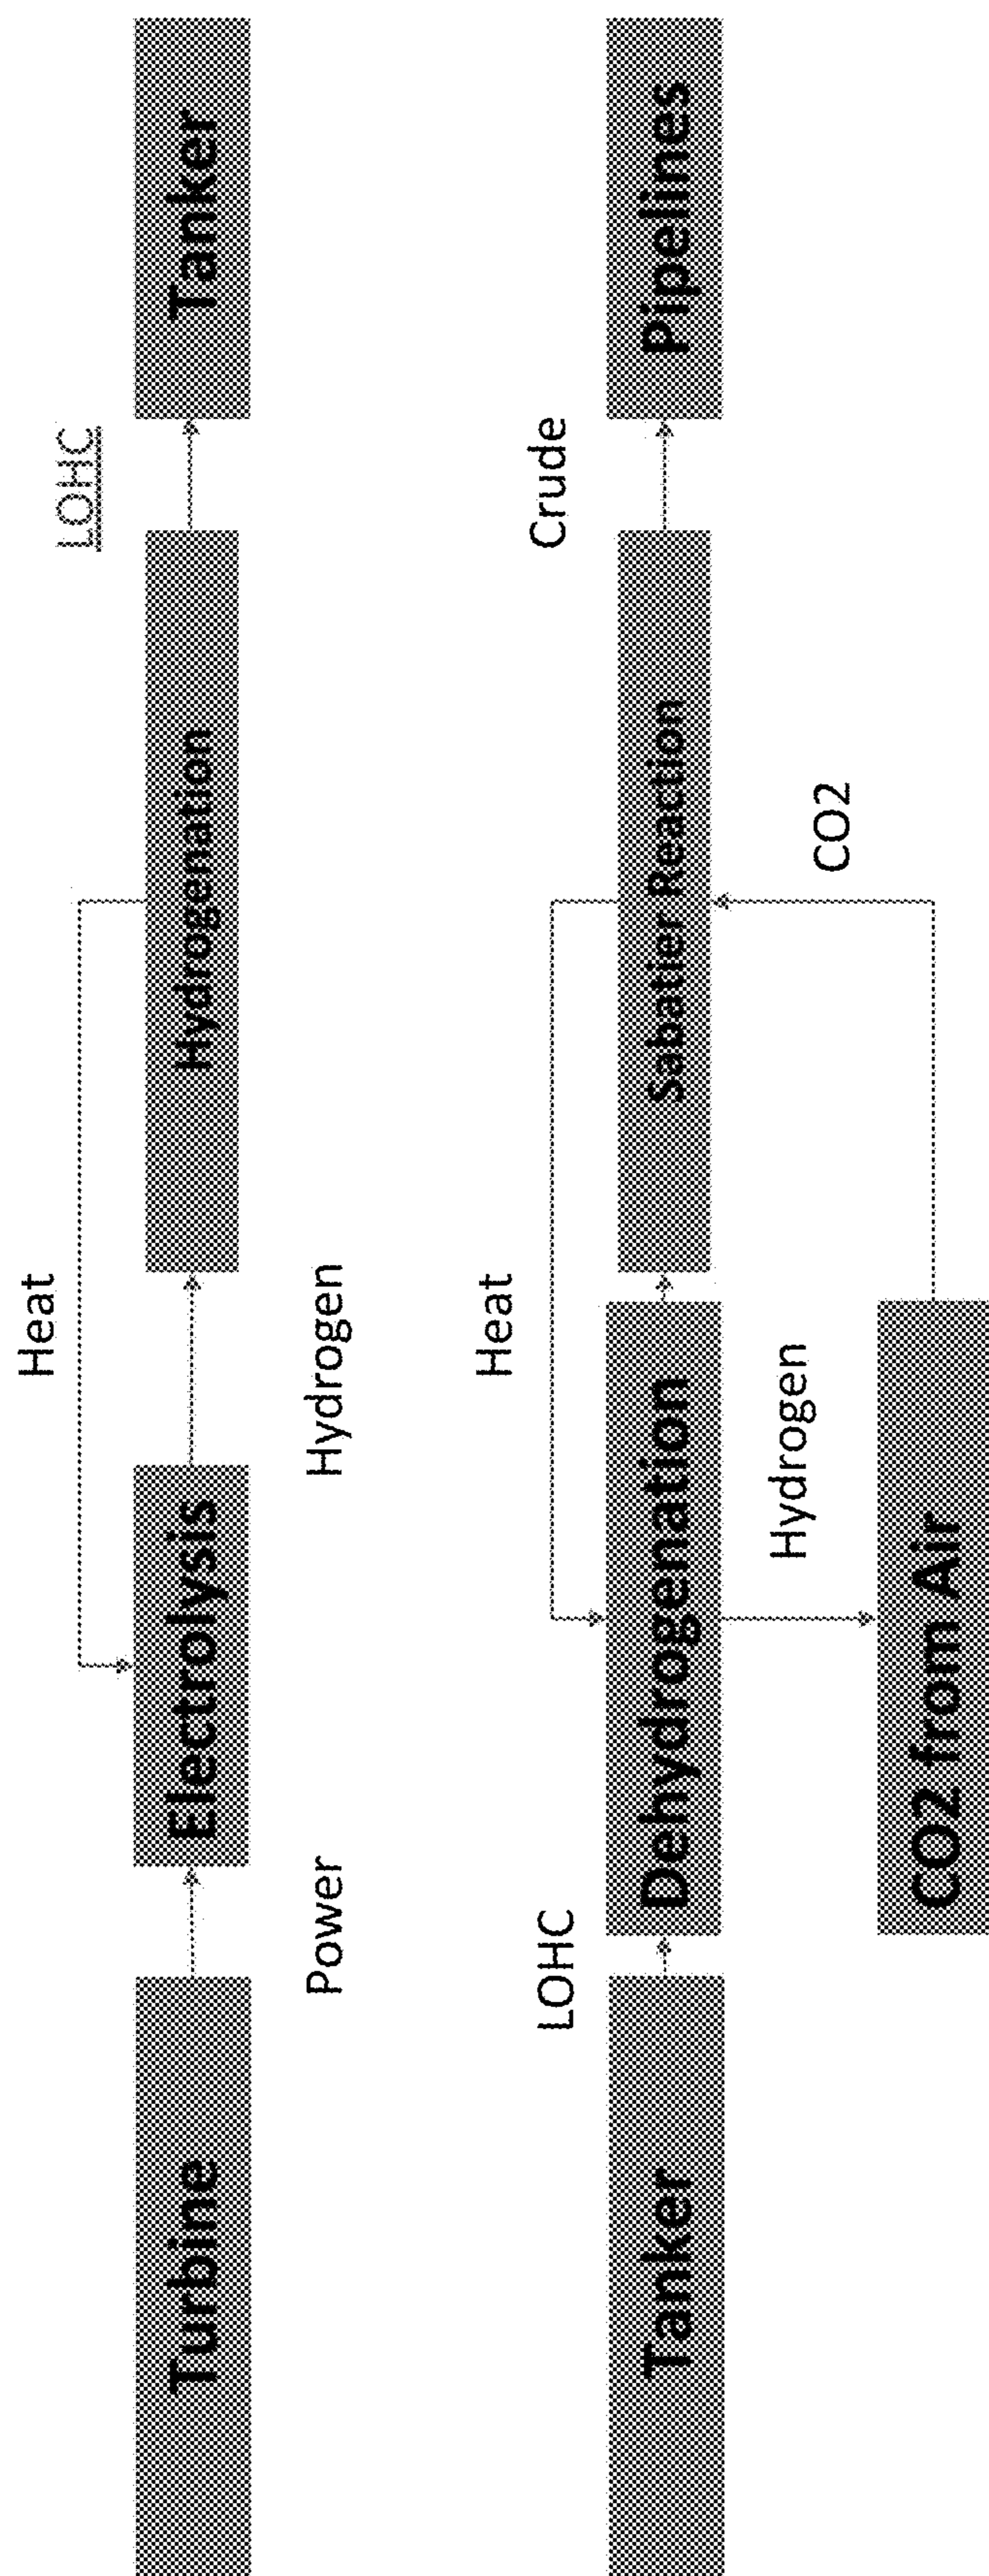 Heat
LOHC
Turbine
Electrolysis
Hydrogenation
Tanker
Power
Hydrogen
Heat
LOHC
Crude
Tanker
Dehydrogenation
Sabatier Reaction
Pipelines
Hydrogen
CO2
CO2 from Air